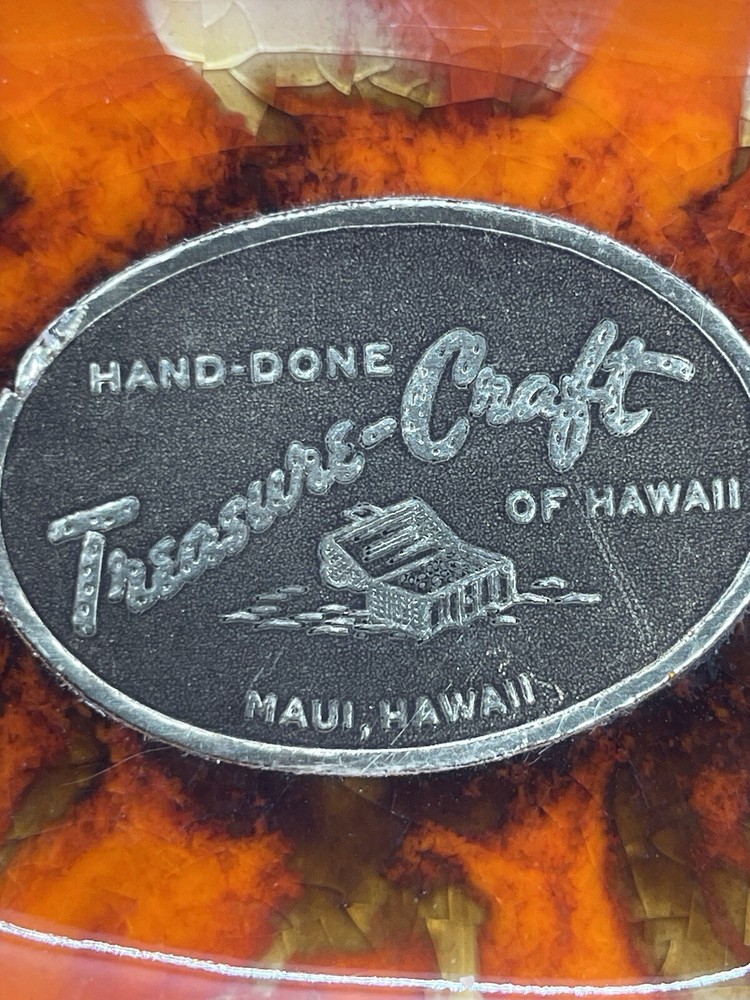 HAND-DONE
Treasure-Craft
OF HAWAII
MAUI, HAWAII